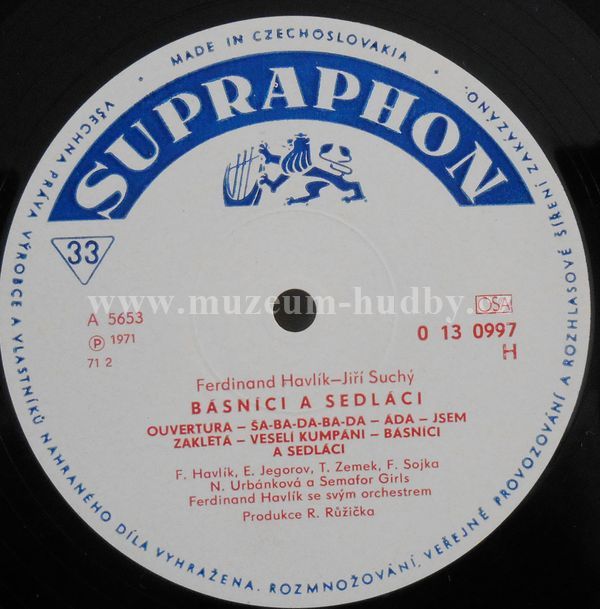 • MADE IN CZECHOSLOVAKIA •
VŠECHNA PRÁVA VÝROBCE A VLASTNÍKŮ NAHRANÉHO DÍLA VYHRAŽENA. ROZMNOŽOVÁNÍ, VEŘEJNÉ PROVOZOVÁNÍ A ROZHLASOVÉ ŠÍŘENÍ ZAKÁZÁNO.
SUPRAPHON
33
www.muzeum-hudby.cz
A 5653
Ⓟ 1971
71 2
OSA
0 13 0997
H
Ferdinand Havlík—Jiří Suchý
BÁSNÍCI A SEDLÁCI
OUVERTURA – ŠA-BA-DA-BA-DA – ÁDA – JSEM
ZAKLETÁ – VESELÍ KUMPÁNI – BÁSNÍCI
A SEDLÁCI
F. Havlík, E. Jegorov, T. Zemek, F. Sojka
N. Urbánková a Semafor Girls
Ferdinand Havlík se svým orchestrem
Produkce R. Růžička